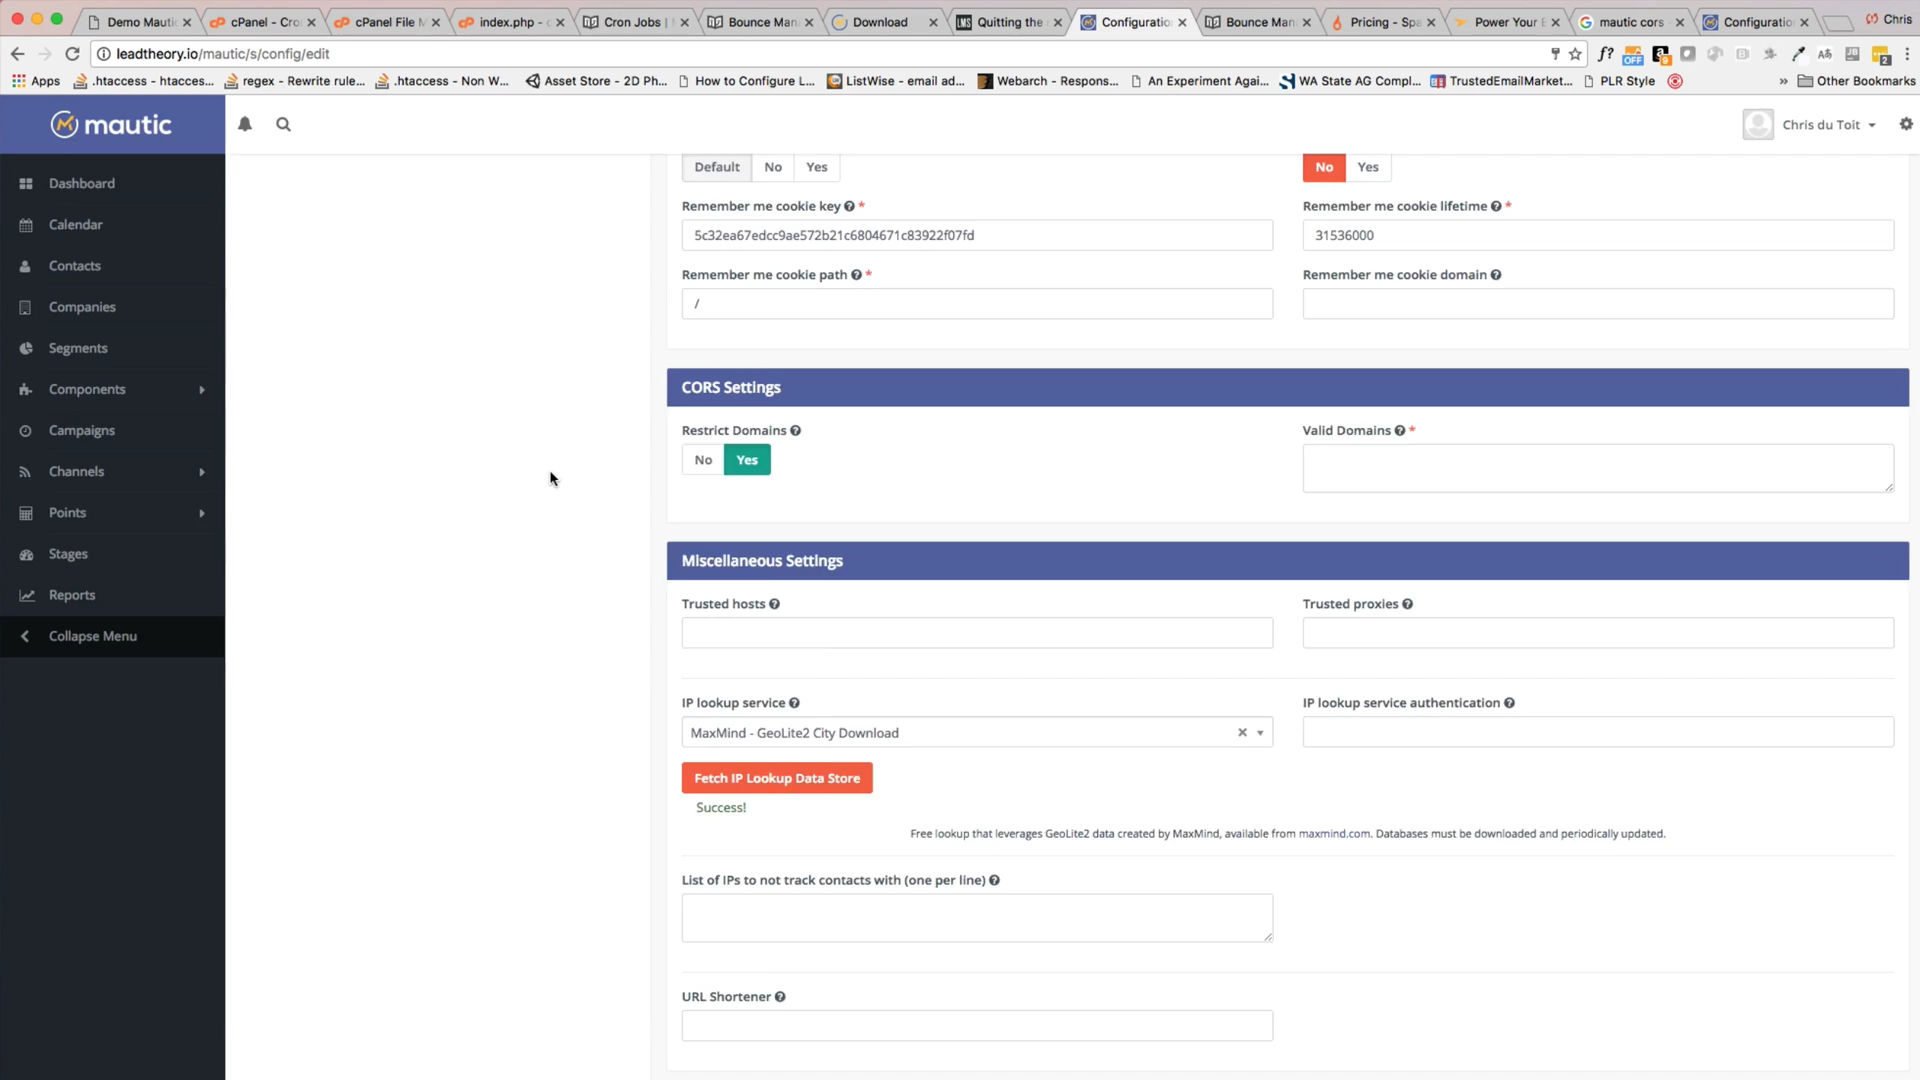 Demo Mautic
cPanel - Cro
cPanel File M
index.php - c
Cron Jobs |
Bounce Man
Download
LMS Quitting the
Configuratio
Bounce Man
Pricing - Spa
Power Your E
mautic cors
Configuratio
Chris
leadtheory.io/mautic/s/config/edit
Apps
.htaccess - htacces...
regex - Rewrite rule...
.htaccess - Non W...
Asset Store - 2D Ph...
How to Configure L...
ListWise - email ad...
Webarch - Respons...
An Experiment Agai...
WA State AG Compl...
TrustedEmailMarket...
PLR Style
»
Other Bookmarks
mautic
Chris du Toit
Dashboard
Calendar
Contacts
Companies
Segments
Components
Campaigns
Channels
Points
Stages
Reports
Collapse Menu
Default No Yes
No Yes
Remember me cookie key *
5c32ea67edcc9ae572b21c6804671c83922f07fd
Remember me cookie lifetime *
31536000
Remember me cookie path *
/
Remember me cookie domain
CORS Settings
Restrict Domains
No Yes
Valid Domains *
Miscellaneous Settings
Trusted hosts
Trusted proxies
IP lookup service
MaxMind - GeoLite2 City Download
IP lookup service authentication
Fetch IP Lookup Data Store
Success!
Free lookup that leverages GeoLite2 data created by MaxMind, available from maxmind.com. Databases must be downloaded and periodically updated.
List of IPs to not track contacts with (one per line)
URL Shortener